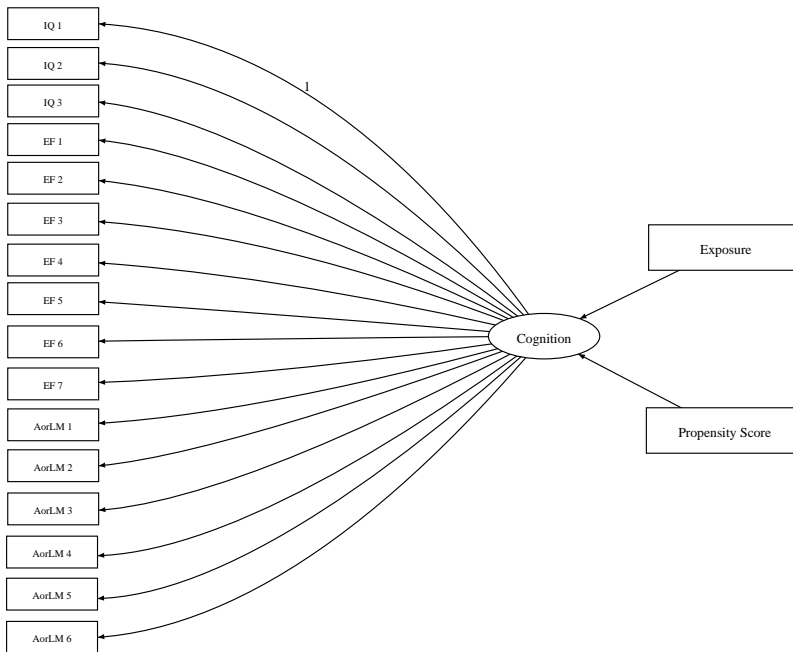 IQ 1
IQ 2
IQ 3
EF 1
EF 2
EF 3
EF 4
EF 5
EF 6
EF 7
AorLM 1
AorLM 2
AorLM 3
AorLM 4
AorLM 5
AorLM 6
1
Cognition
Exposure
Propensity Score